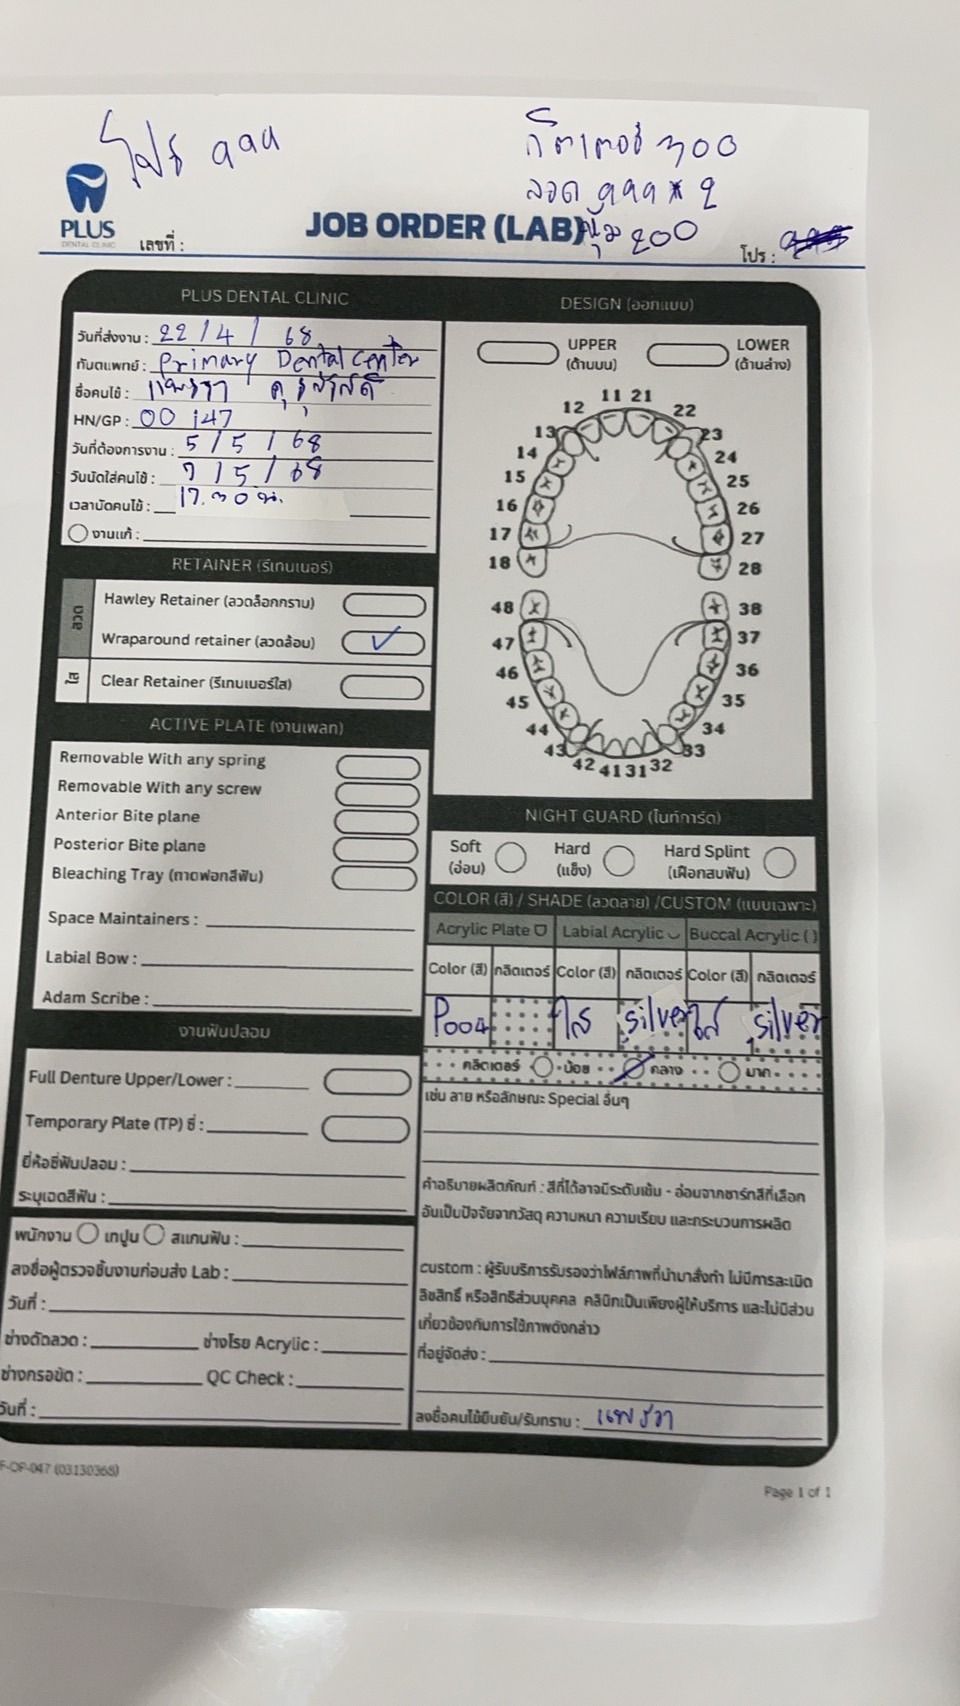 โปร ๑๑๑
กิตเตอร์ ๓๐๐
ลวด ๑๑๑ x ๒
หุ้ม ๒๐๐
PLUS
DENTAL CLINIC
JOB ORDER (LAB)
เลขที่ :
โปร :
PLUS DENTAL CLINIC
วันที่ส่งงาน : 22 / 4 / 68
ทันตแพทย์ : Primary Dental Center
ชื่อคนไข้ :
HN/GP : 00 147
วันที่ต้องการงาน : 5 / 5 / 68
วันนัดใส่คนไข้ : 7 / 5 / 68
เวลานัดคนไข้ : 17.30 น.
งานแก้ :
RETAINER (รีเทนเนอร์)
ลวด
Hawley Retainer (ลวดล็อกกราม)
Wraparound retainer (ลวดล้อม) ✓
ใส
Clear Retainer (รีเทนเนอร์ใส)
ACTIVE PLATE (งานเพลท)
Removable With any spring
Removable With any screw
Anterior Bite plane
Posterior Bite plane
Bleaching Tray (ถาดฟอกสีฟัน)
Space Maintainers :
Labial Bow :
Adam Scribe :
งานฟันปลอม
Full Denture Upper/Lower :
Temporary Plate (TP) ซี่ :
ยี่ห้อซี่ฟันปลอม :
ระบุเฉดสีฟัน :
พนักงาน เทปูน สแกนฟัน :
ลงชื่อผู้ตรวจชิ้นงานก่อนส่ง Lab :
วันที่ :
ช่างดัดลวด : ช่างโรย Acrylic :
ช่างกรอขัด : QC Check :
วันที่ :
DESIGN (ออกแบบ)
UPPER
(ด้านบน)
LOWER
(ด้านล่าง)
11 21
12 22
13 23
14 24
15 25
16 26
17 27
18 28
48 38
47 37
46 36
45 35
44 34
43 33
42 41 31 32
NIGHT GUARD (ไนท์การ์ด)
Soft
(อ่อน)
Hard
(แข็ง)
Hard Splint
(เฝือกสบฟัน)
COLOR (สี) / SHADE (ลวดลาย) /CUSTOM (แบบเฉพาะ)
Acrylic Plate Labial Acrylic Buccal Acrylic ( )
Color (สี) กลิตเตอร์ Color (สี) กลิตเตอร์ Color (สี) กลิตเตอร์
P004 ใส silver ใส silver
กลิตเตอร์ น้อย กลาง มาก
เช่น ลาย หรือลักษณะ Special อื่นๆ
คำอธิบายผลิตภัณฑ์ : สีที่ได้อาจมีระดับเข้ม - อ่อนจากชาร์ทสีที่เลือก
อันเป็นปัจจัยจากวัสดุ ความหนา ความเรียบ และกระบวนการผลิต
custom : ผู้รับบริการรับรองว่าไฟล์ภาพที่นำมาสั่งทำ ไม่มีการละเมิด
ลิขสิทธิ์ หรือสิทธิส่วนบุคคล คลินิกเป็นเพียงผู้ให้บริการ และไม่มีส่วน
เกี่ยวข้องกับการใช้ภาพดังกล่าว
ที่อยู่จัดส่ง :
ลงชื่อคนไข้ยืนยัน/รับทราบ : แพรวา
F-OP-047 (03130368)
Page 1 of 1